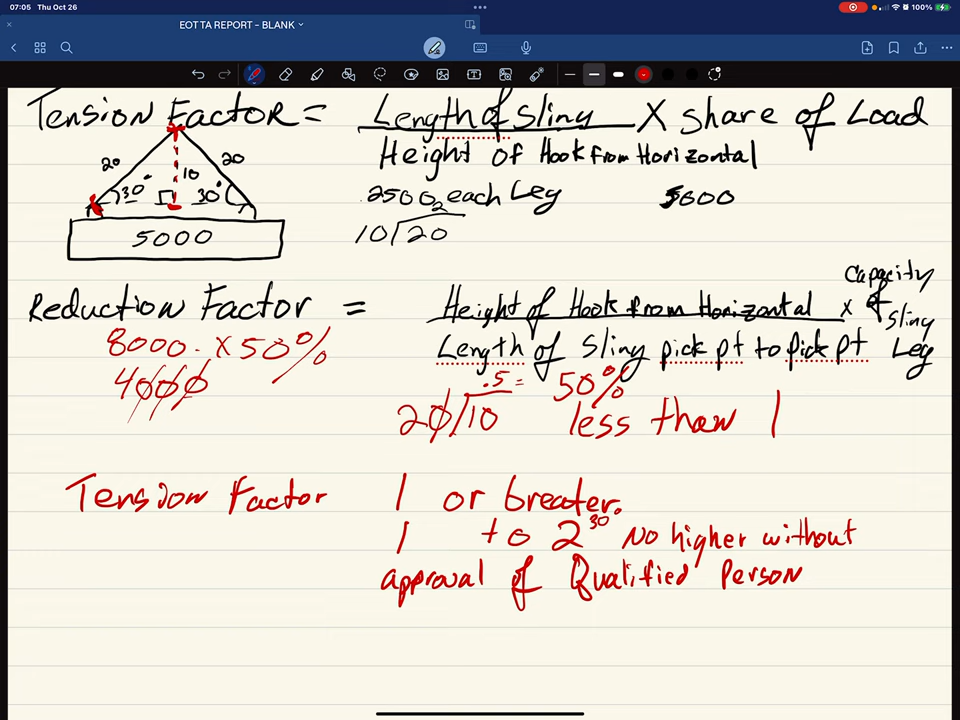 07:05 Thu Oct 26
100%
EOTTA REPORT - BLANK
Tension Factor = Length of Sling X share of Load
Height of Hook from Horizontal
20 20
10
30° 30°
5000
2500 each Leg 5000
2
10/20
Reduction Factor = Height of Hook from Horizontal x Capacity of Sling Leg
Length of Sling pick pt to pick pt
8000 . x 50%
4000
.5 = 50%
20/10 less than 1
Tension Factor 1 or Greater.
1 to 2 30 No higher without
approval of Qualified Person